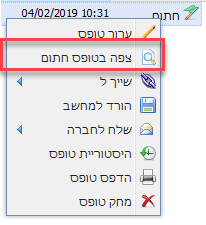 חתום 04/02/2019 10:31
ערור טופס
צפה בטופס חתום
שייך ל
הורד למחשב
שלח לחברה
היסטוריית טופס
הדפס טופס
מחק טופס